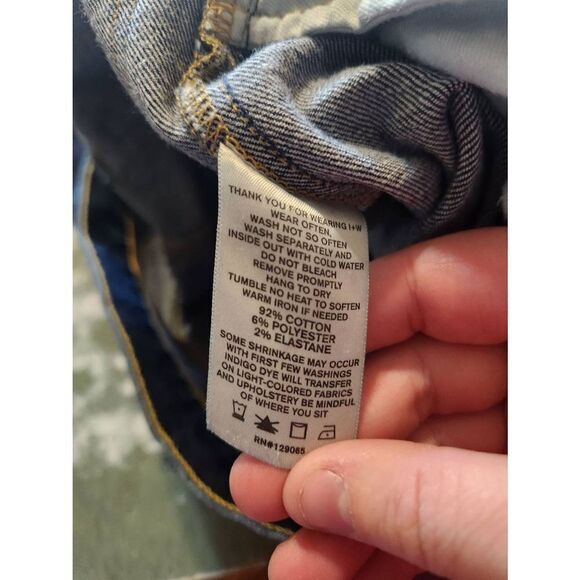 THANK YOU FOR WEARING I+W
WEAR OFTEN,
WASH NOT SO OFTEN
WASH SEPARATELY AND
INSIDE OUT WITH COLD WATER
DO NOT BLEACH
REMOVE PROMPTLY
HANG TO DRY
TUMBLE NO HEAT TO SOFTEN
WARM IRON IF NEEDED
92% COTTON
6% POLYESTER
2% ELASTANE
SOME SHRINKAGE MAY OCCUR
WITH FIRST FEW WASHINGS
INDIGO DYE WILL TRANSFER
ON LIGHT-COLORED FABRICS
AND UPHOLSTERY BE MINDFUL
OF WHERE YOU SIT
RN#129065